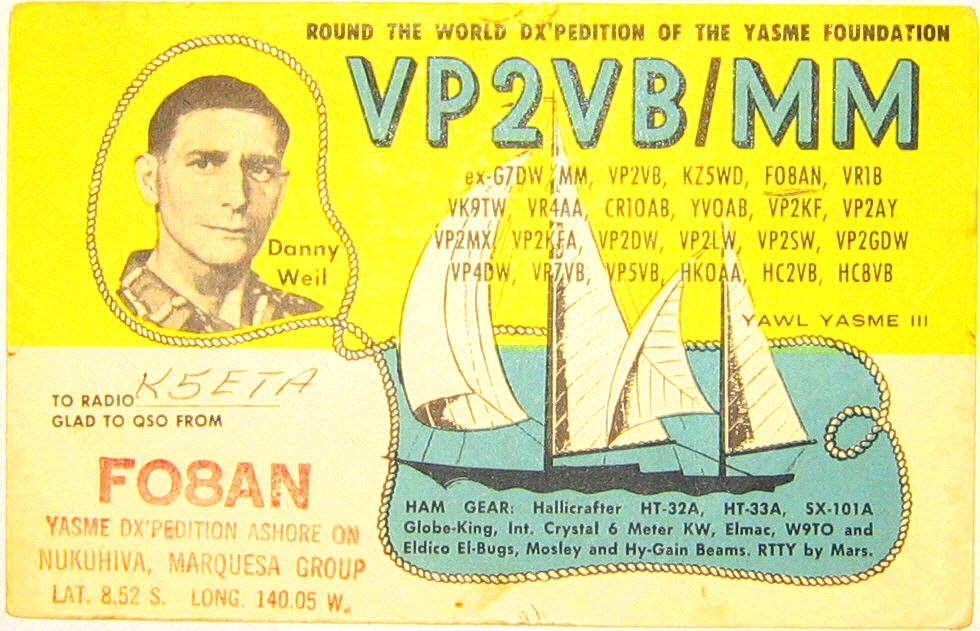 ROUND THE WORLD DX'PEDITION OF THE YASME FOUNDATION
VP2VB/MM
ex-G7DW/MM, VP2VB, KZ5WD, FO8AN, VR1B
VK9TW, VR4AA, CR10AB, YV0AB, VP2KF, VP2AY
VP2MX, VP2KFA, VP2DW, VP2LW, VP2SW, VP2GDW
VP4DW, VP7VB, VP5VB, HK0AA, HC2VB, HC8VB
Danny
Weil
YAWL YASME III
TO RADIO K5ETA
GLAD TO QSO FROM
FO8AN
YASME DX'PEDITION ASHORE ON
NUKUHIVA, MARQUESA GROUP
LAT. 8.52 S. LONG. 140.05 W.
HAM GEAR: Hallicrafter HT-32A, HT-33A, SX-101A
Globe-King, Int. Crystal 6 Meter KW, Elmac, W9TO and
Eldico El-Bugs, Mosley and Hy-Gain Beams. RTTY by Mars.